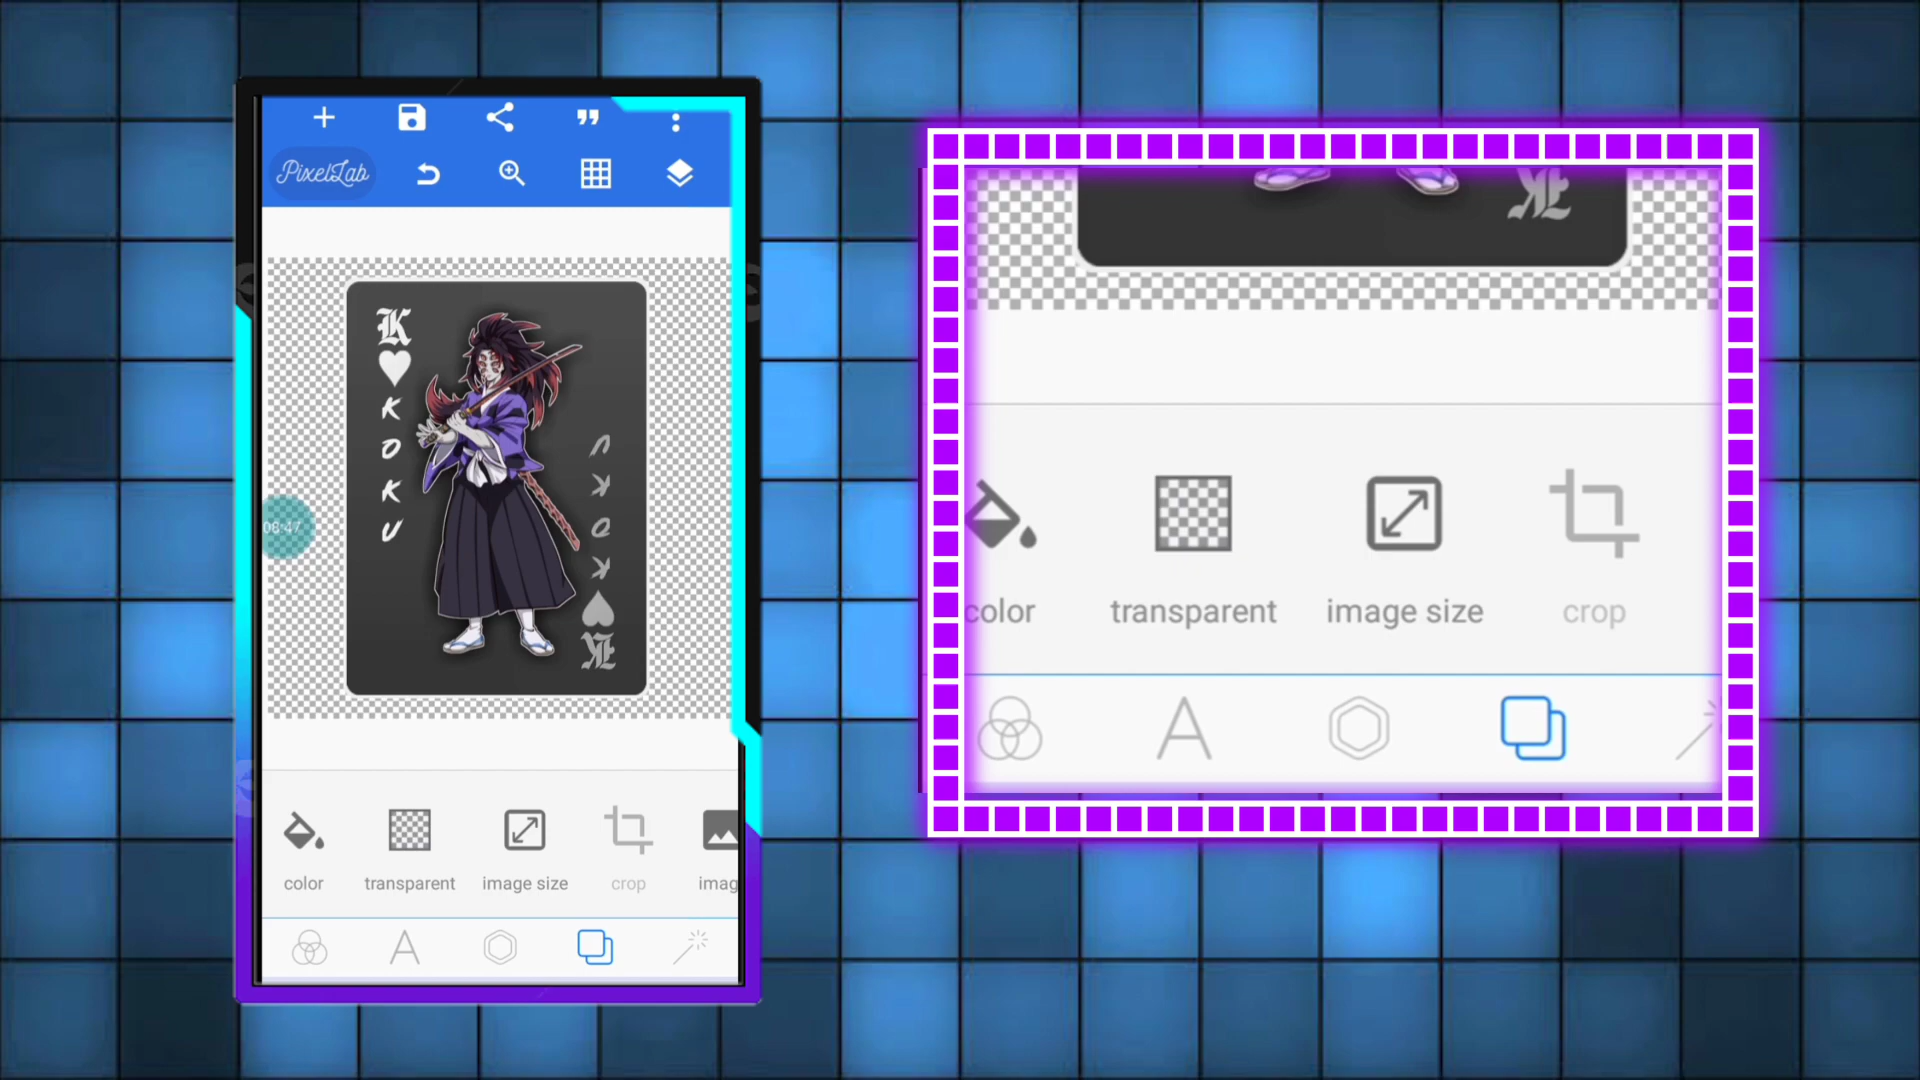 PixelLab
K
K
O
K
U
08:47
U
K
O
K
K
color
transparent
image size
crop
imag
color
transparent
image size
crop